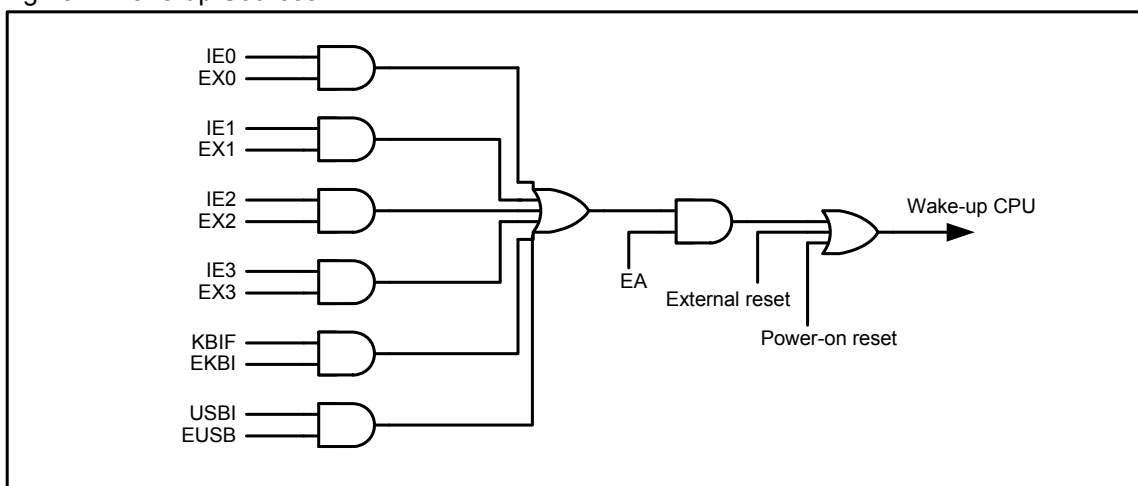 IE0
EX0
IE1
EX1
IE2
EX2
IE3
EX3
KBIF
EKBI
USBI
EUSB
EA
External reset
Power-on reset
Wake-up CPU